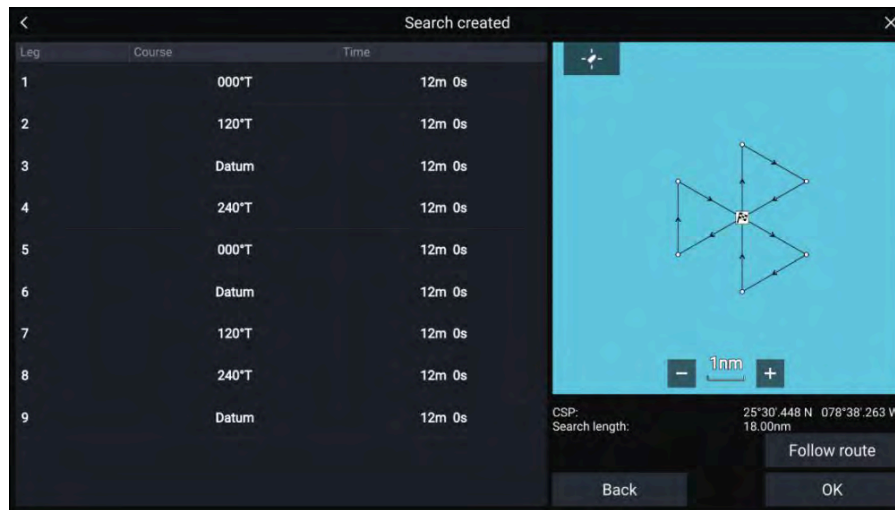 Search created
Leg Course Time
1 000°T 12m 0s
2 120°T 12m 0s
3 Datum 12m 0s
4 240°T 12m 0s
5 000°T 12m 0s
6 Datum 12m 0s
7 120°T 12m 0s
8 240°T 12m 0s
9 Datum 12m 0s
− 1nm +
CSP: 25°30'.448 N 078°38'.263 W
Search length: 18.00nm
Follow route
Back OK